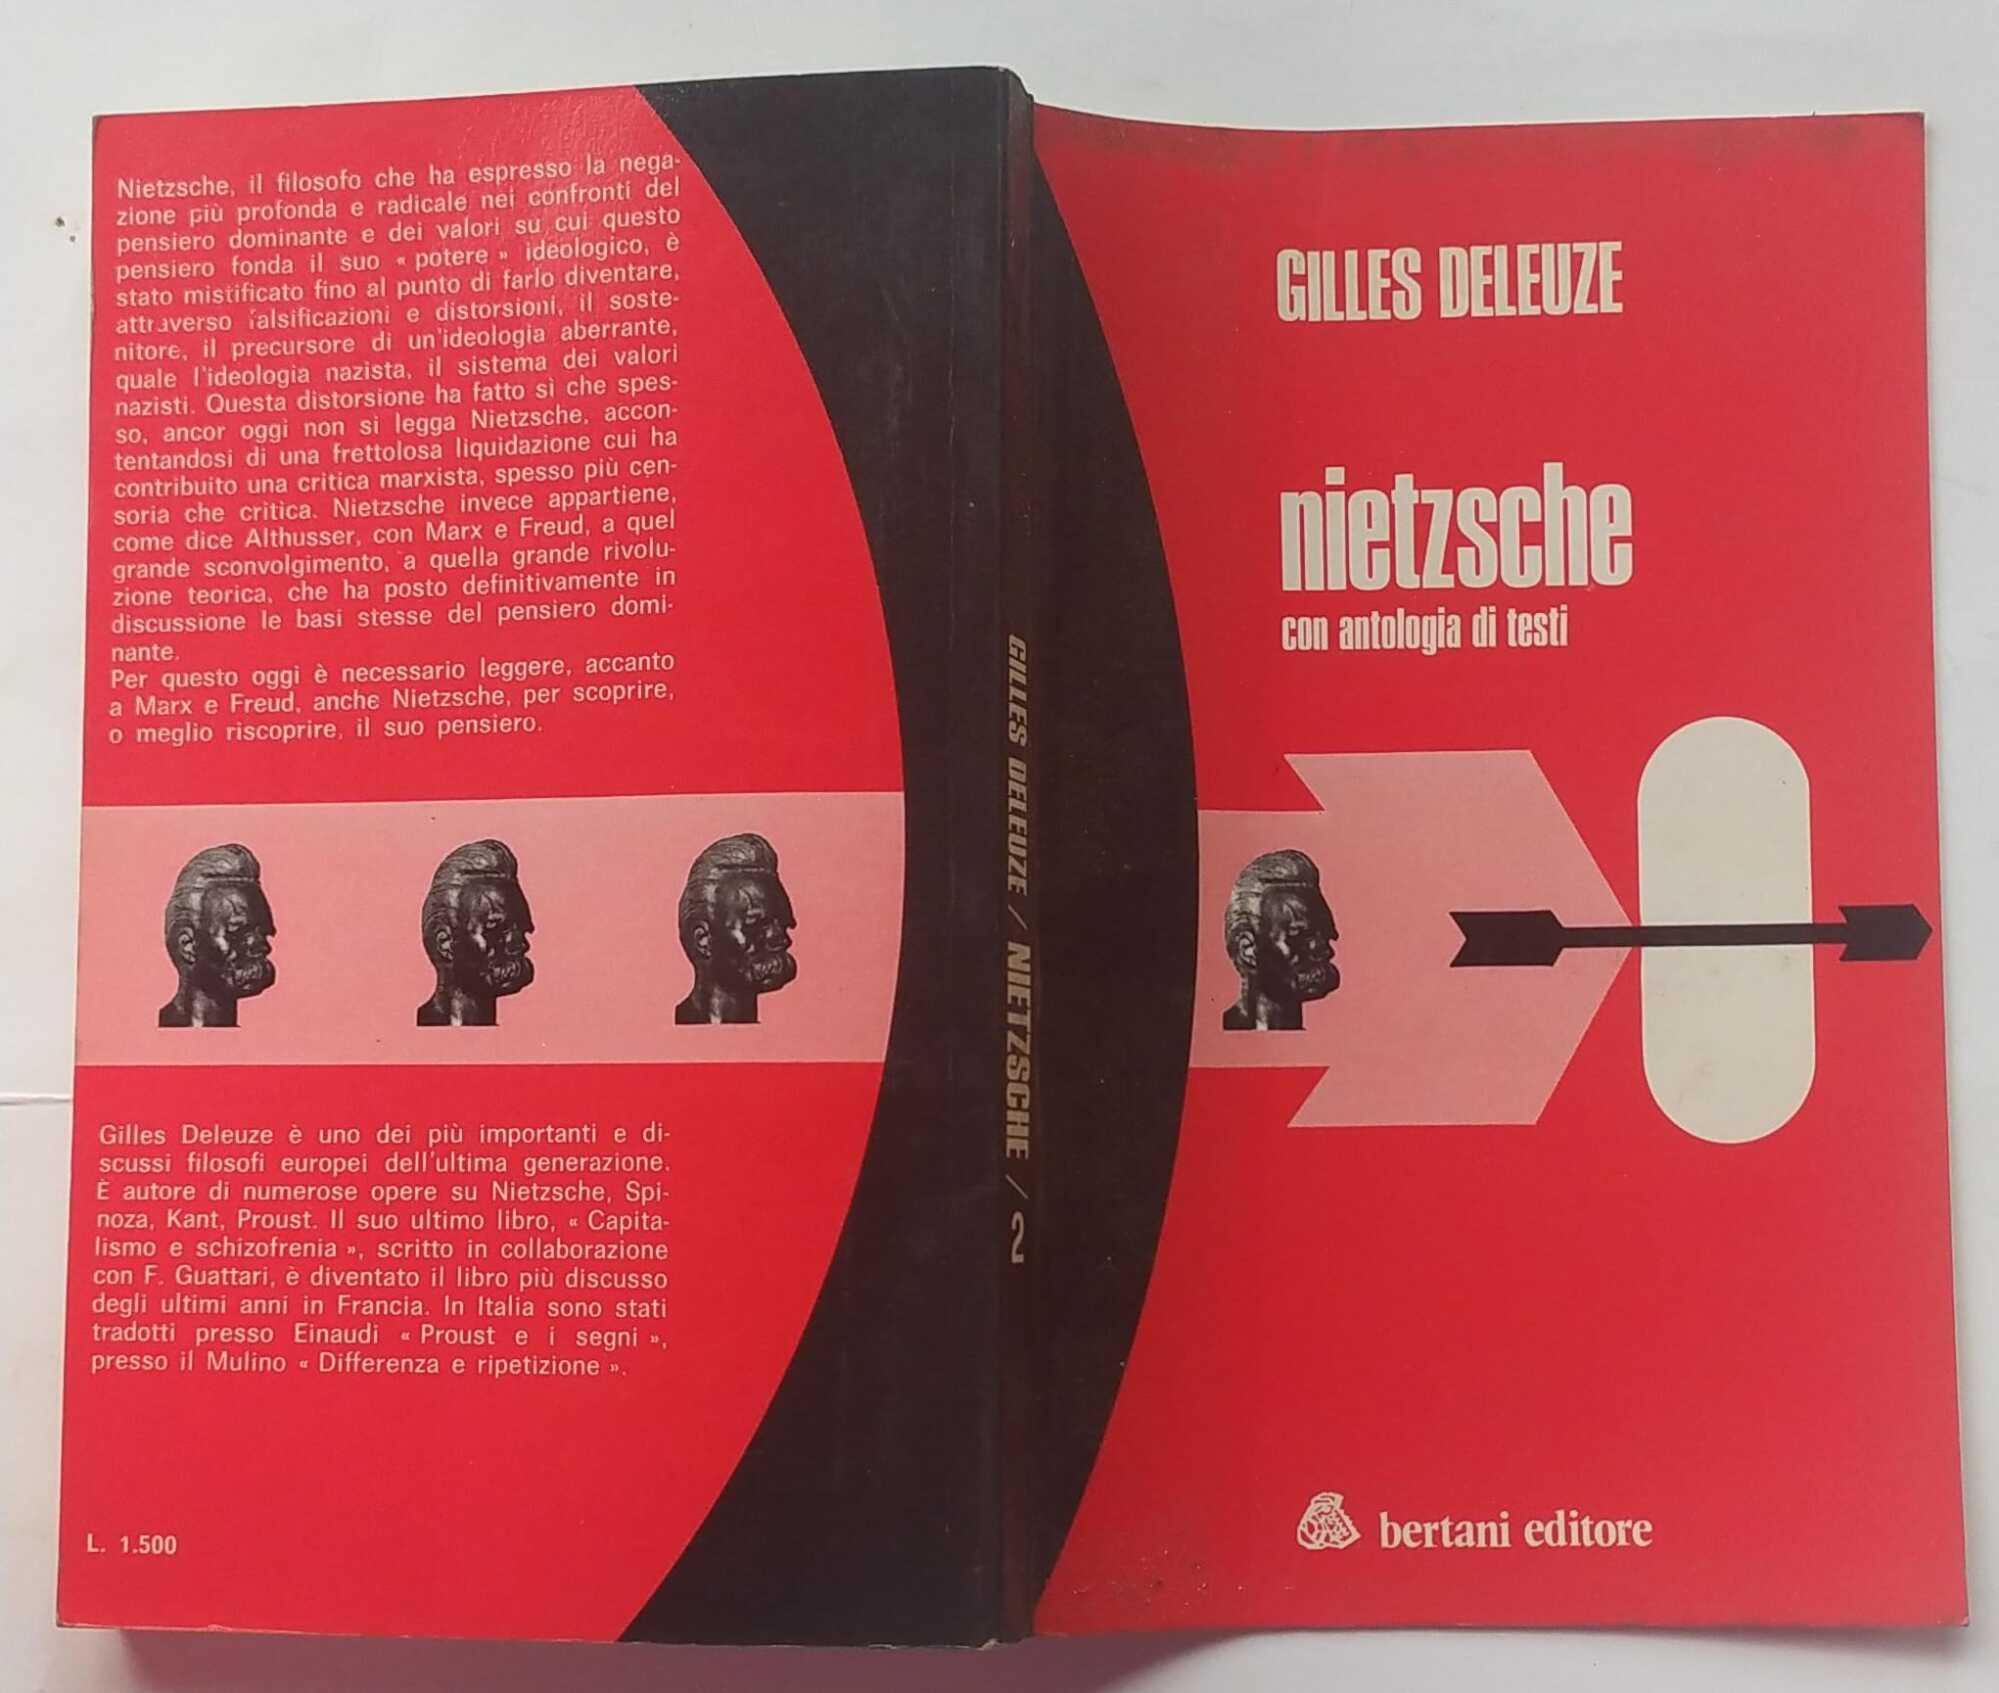 Nietzsche, il filosofo che ha espresso la nega-
zione più profonda e radicale nei confronti del
pensiero dominante e dei valori su cui questo
pensiero fonda il suo « potere » ideologico, è
stato mistificato fino al punto di farlo diventare,
attraverso falsificazioni e distorsioni, il soste-
nitore, il precursore di un'ideologia aberrante,
quale l'ideologia nazista, il sistema dei valori
nazisti. Questa distorsione ha fatto sì che spes-
so, ancor oggi non si legga Nietzsche, accon-
tentandosi di una frettolosa liquidazione cui ha
contribuito una critica marxista, spesso più cen-
soria che critica. Nietzsche invece appartiene,
come dice Althusser, con Marx e Freud, a quel
grande sconvolgimento, a quella grande rivolu-
zione teorica, che ha posto definitivamente in
discussione le basi stesse del pensiero domi-
nante.
Per questo oggi è necessario leggere, accanto
a Marx e Freud, anche Nietzsche, per scoprire,
o meglio riscoprire, il suo pensiero.
Gilles Deleuze è uno dei più importanti e di-
scussi filosofi europei dell'ultima generazione.
È autore di numerose opere su Nietzsche, Spi-
noza, Kant, Proust. Il suo ultimo libro, « Capita-
lismo e schizofrenia », scritto in collaborazione
con F. Guattari, è diventato il libro più discusso
degli ultimi anni in Francia. In Italia sono stati
tradotti presso Einaudi « Proust e i segni »,
presso il Mulino « Differenza e ripetizione ».
L. 1.500
GILLES DELEUZE / NIETZSCHE / 2
GILLES DELEUZE
nietzsche
con antologia di testi
bertani editore